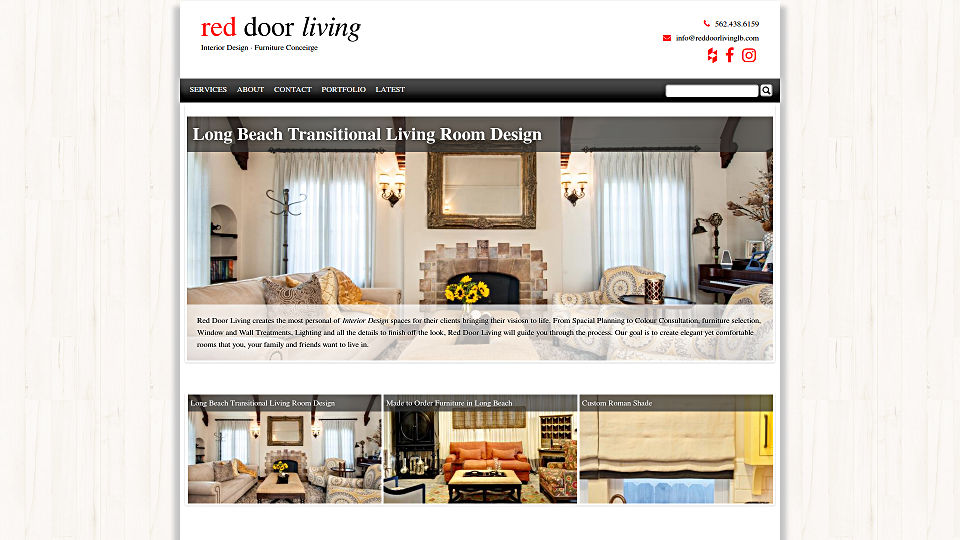 red door living
Interior Design - Furniture Conceirge
562.438.6159
info@reddoorlivinglb.com
SERVICES ABOUT CONTACT PORTFOLIO LATEST
Long Beach Transitional Living Room Design
Red Door Living creates the most personal of Interior Design spaces for their clients bringing their visiosn to life. From Spacial Planning to Colour Consultation, furniture selection,
Window and Wall Treatments, Lighting and all the details to finish off the look, Red Door Living will guide you through the process. Our goal is to create elegant yet comfortable
rooms that you, your family and friends want to live in.
Long Beach Transitional Living Room Design
Made to Order Furniture in Long Beach
Custom Roman Shade